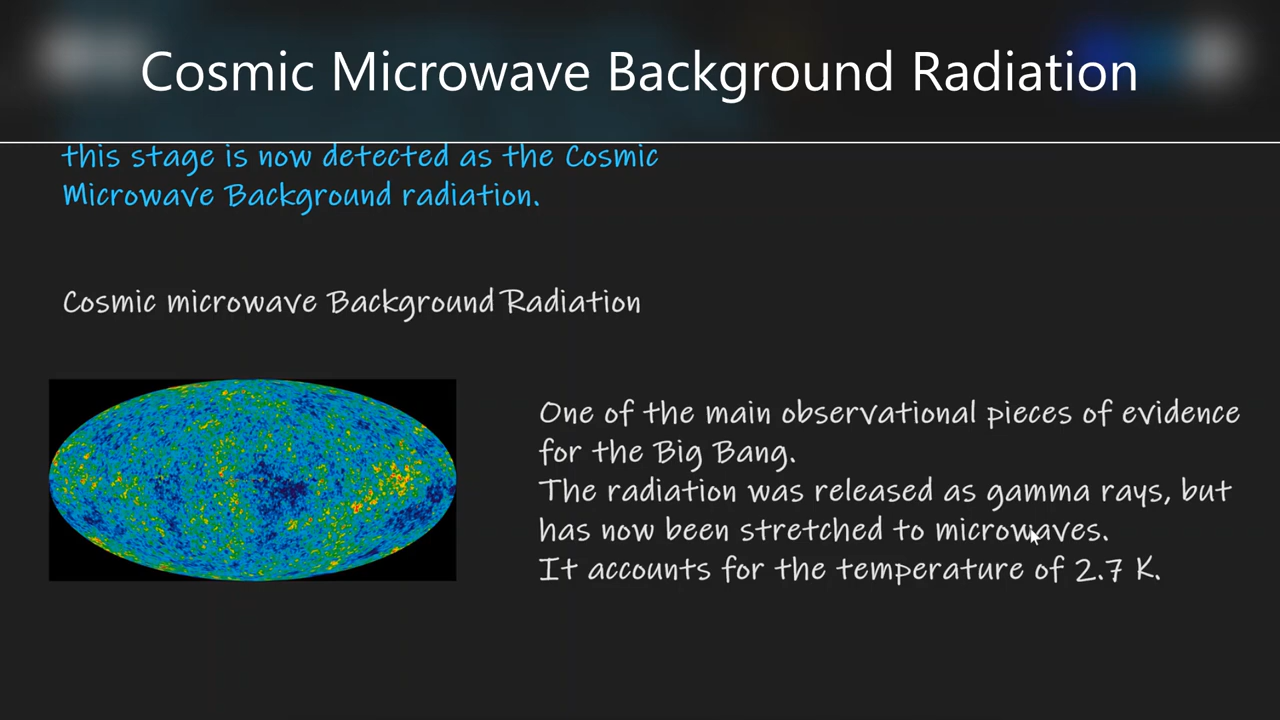 Cosmic Microwave Background Radiation
this stage is now detected as the Cosmic
Microwave Background radiation.
Cosmic microwave Background Radiation
One of the main observational pieces of evidence
for the Big Bang.
The radiation was released as gamma rays, but
has now been stretched to microwaves.
It accounts for the temperature of 2.7 K.